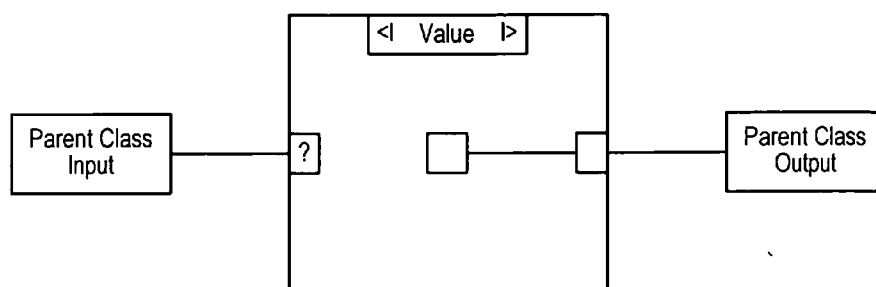 <| Value |>
Parent Class
Input
?
Parent Class
Output